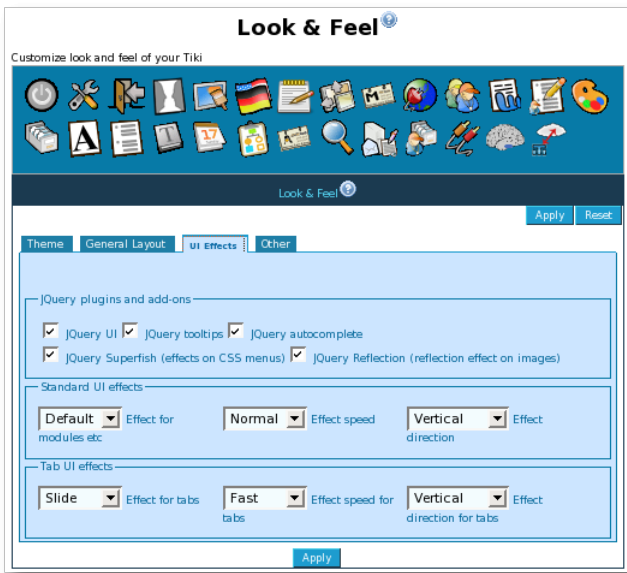 Look & Feel
Customize look and feel of your Tiki
Look & Feel
Apply Reset
Theme General Layout UI Effects Other
JQuery plugins and add-ons
JQuery UI JQuery tooltips JQuery autocomplete
JQuery Superfish (effects on CSS menus) JQuery Reflection (reflection effect on images)
Standard UI effects
Default Effect for Normal Effect speed Vertical Effect
modules etc direction
Tab UI effects
Slide Effect for tabs Fast Effect speed for Vertical Effect
tabs direction for tabs
Apply